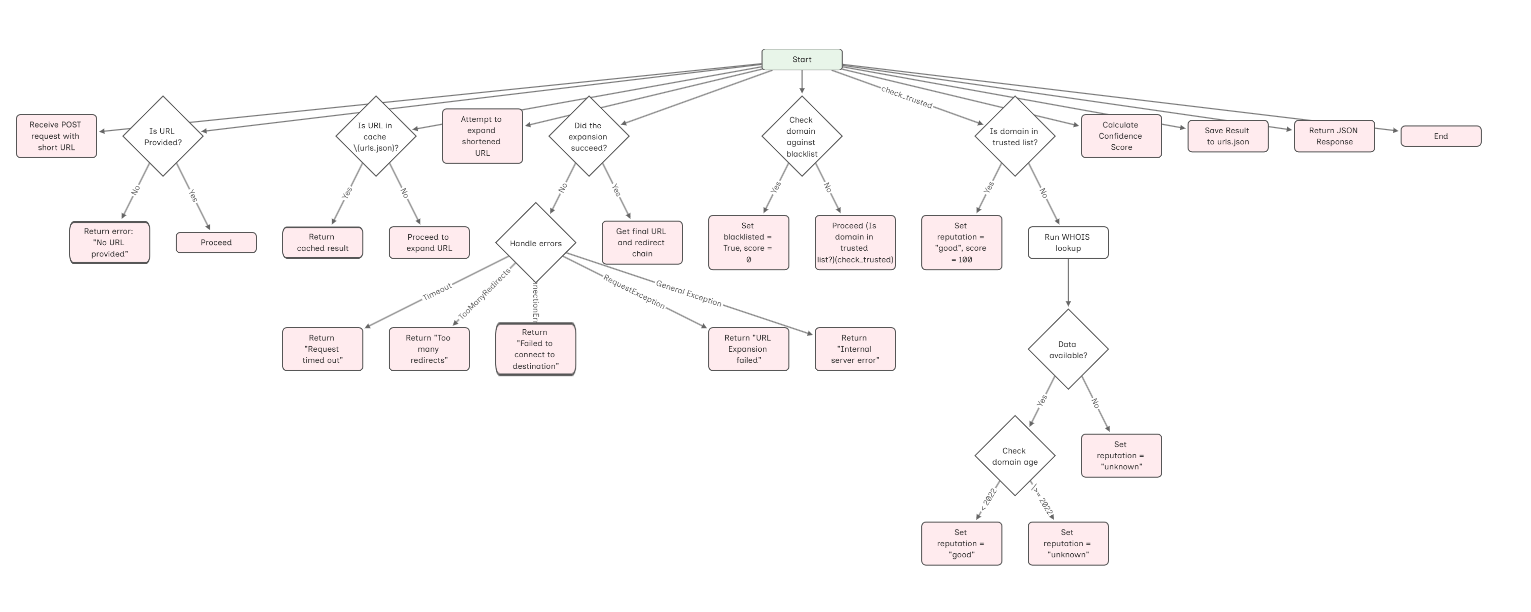 Start
check_trusted
Receive POST
request with
short URL
Is URL
Provided?
Is URL in
cache
\(urls.json)?
Attempt to
expand
shortened
URL
Did the
expansion
succeed?
Check
domain
against
blacklist
Is domain in
trusted list?
Calculate
Confidence
Score
Save Result
to urls.json
Return JSON
Response
End
No
Yes
Yes
No
No
Yes
Yes
No
Yes
No
Return error:
"No URL
provided"
Proceed
Return
cached result
Proceed to
expand URL
Handle errors
Get final URL
and redirect
chain
Set
blacklisted =
True, score =
0
Proceed (Is
domain in
trusted
list?)(check_trusted)
Set
reputation =
"good", score
= 100
Run WHOIS
lookup
Timeout
TooManyRedirects
nectionEr
RequestException
General Exception
Return
"Request
timed out"
Return "Too
many
redirects"
Return
"Failed to
connect to
destination"
Return "URL
Expansion
failed"
Return
"Internal
server error"
Data
available?
Yes
No
Check
domain age
Set
reputation =
"unknown"
< 2022
|>= 2022
Set
reputation =
"good"
Set
reputation =
"unknown"